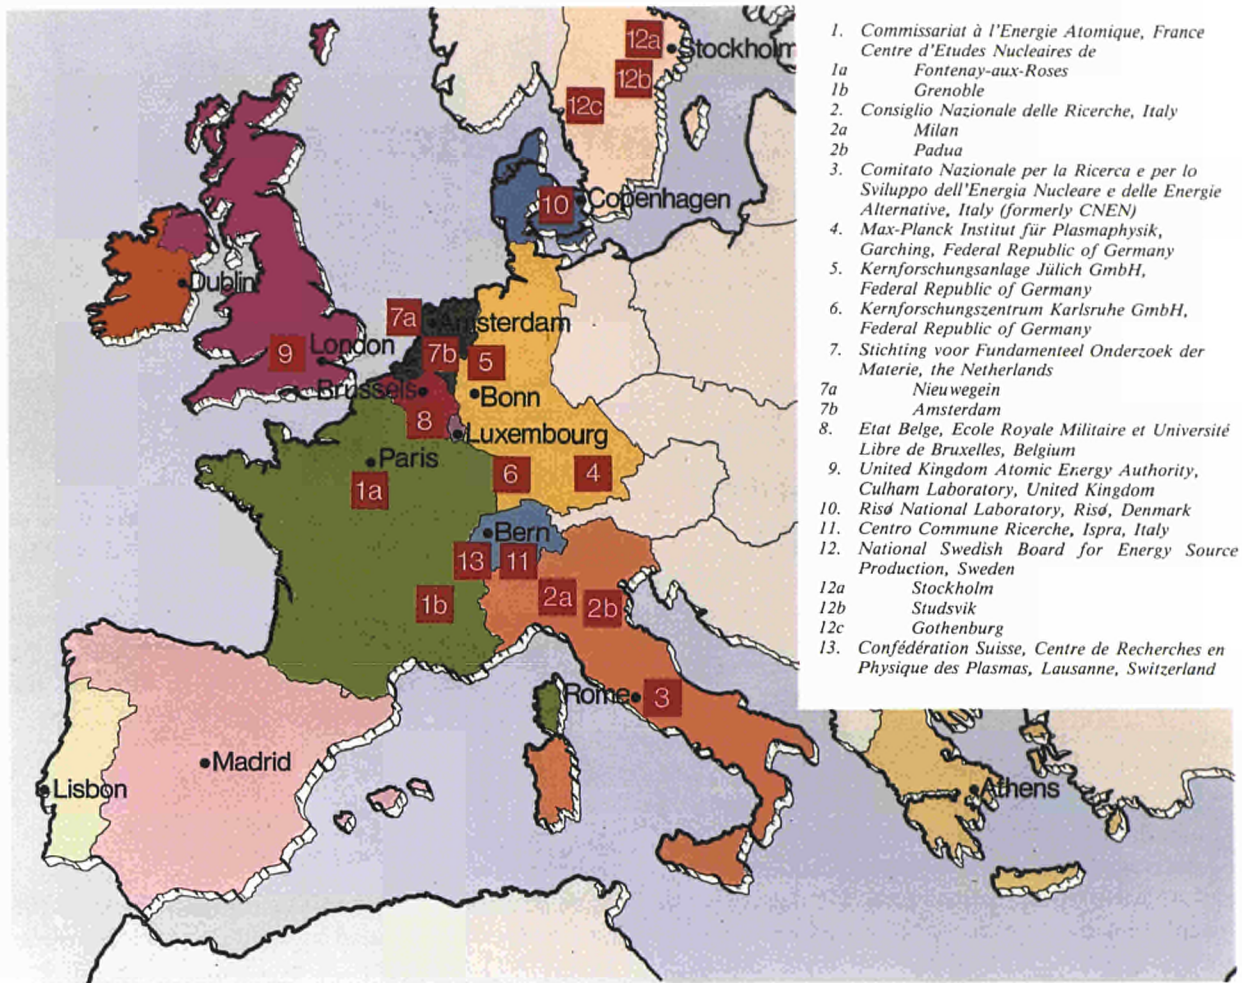 12a
Stockholm
12b
12c
10
Copenhagen
Dublin
7a
Amsterdam
9
London
7b
5
Brussels
Bonn
8
Luxembourg
Paris
6
4
1a
Bern
13
11
1b
2a
2b
Rome
3
Madrid
Lisbon
Athens
1. Commissariat à l'Energie Atomique, France
Centre d'Etudes Nucleaires de
1a Fontenay-aux-Roses
1b Grenoble
2. Consiglio Nazionale delle Ricerche, Italy
2a Milan
2b Padua
3. Comitato Nazionale per la Ricerca e per lo
Sviluppo dell'Energia Nucleare e delle Energie
Alternative, Italy (formerly CNEN)
4. Max-Planck Institut für Plasmaphysik,
Garching, Federal Republic of Germany
5. Kernforschungsanlage Jülich GmbH,
Federal Republic of Germany
6. Kernforschungszentrum Karlsruhe GmbH,
Federal Republic of Germany
7. Stichting voor Fundamenteel Onderzoek der
Materie, the Netherlands
7a Nieuwegein
7b Amsterdam
8. Etat Belge, Ecole Royale Militaire et Université
Libre de Bruxelles, Belgium
9. United Kingdom Atomic Energy Authority,
Culham Laboratory, United Kingdom
10. Risø National Laboratory, Risø, Denmark
11. Centro Commune Ricerche, Ispra, Italy
12. National Swedish Board for Energy Source
Production, Sweden
12a Stockholm
12b Studsvik
12c Gothenburg
13. Confédération Suisse, Centre de Recherches en
Physique des Plasmas, Lausanne, Switzerland